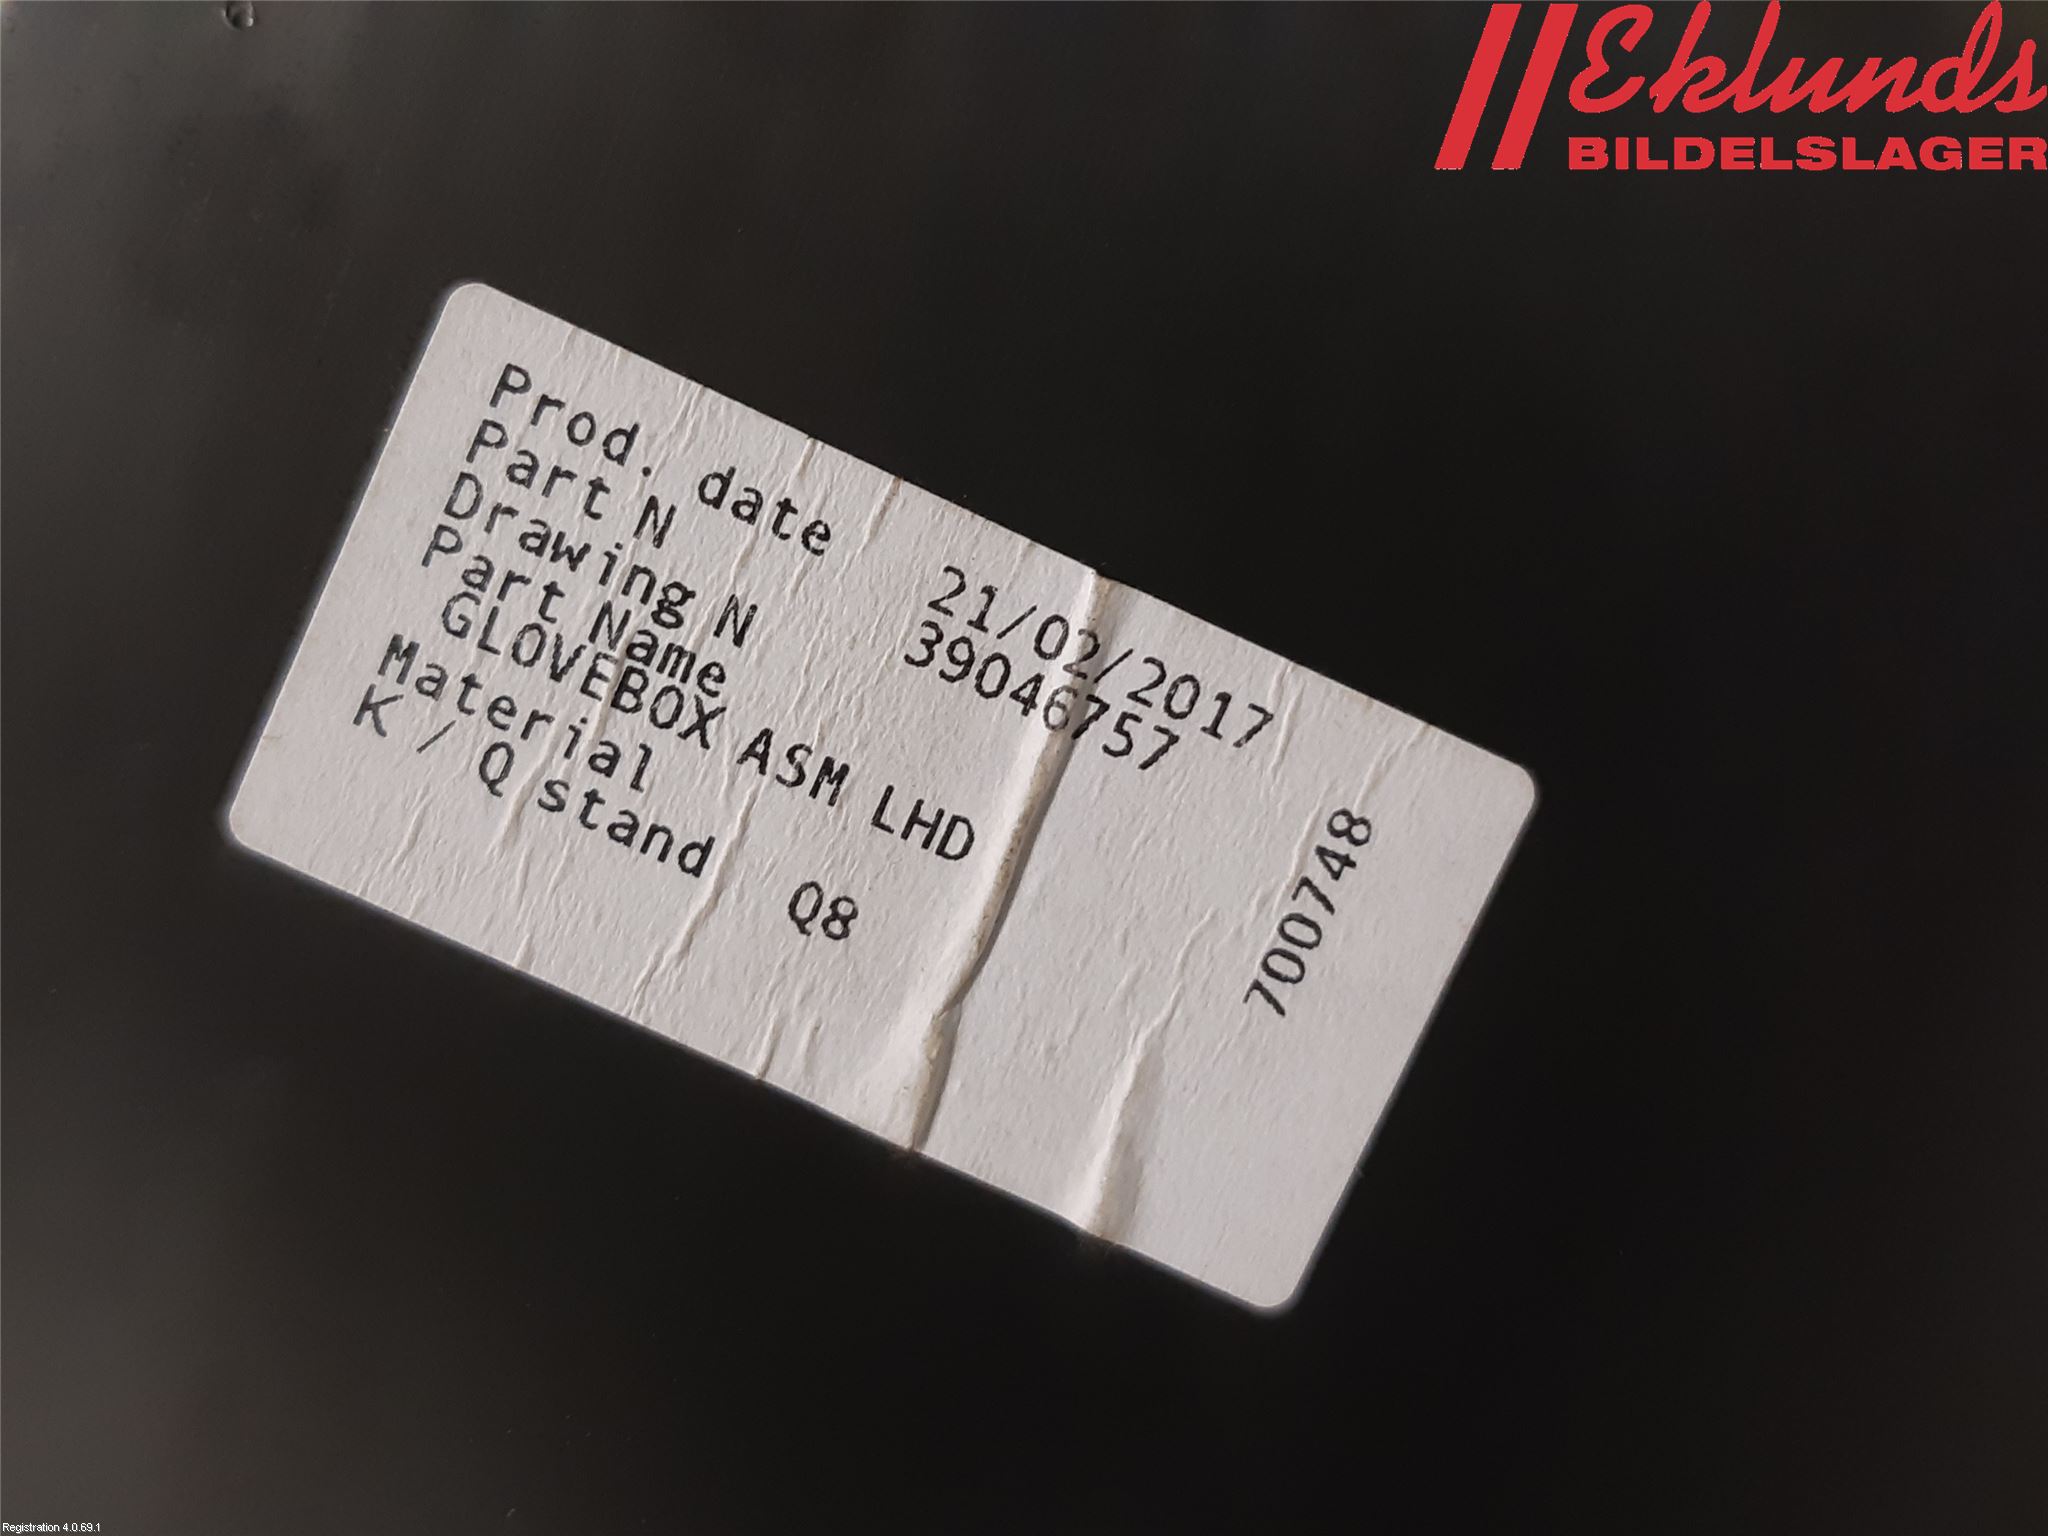 Eklunds
BILDELSLAGER
Prod. date 21/02/2017
Part N 39046757
Drawing N
Part Name
GLOVEBOX ASM LHD
Material
K / Q stand Q8
700748
Registration 4.0.69.1